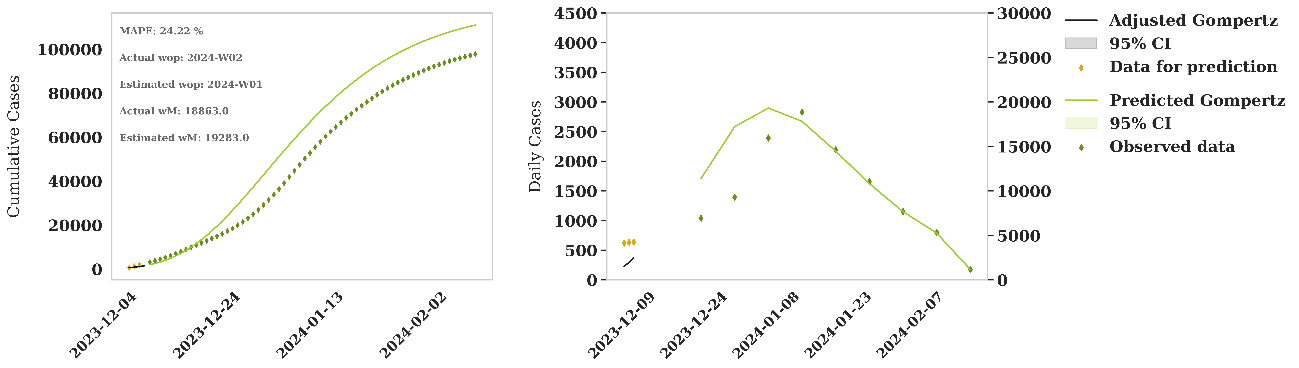 MAPE: 24.22 %
Actual wop: 2024-W02
Estimated wop: 2024-W01
Actual wM: 18863.0
Estimated wM: 19283.0
Cumulative Cases
100000
80000
60000
40000
20000
0
2023-12-04
2023-12-24
2024-01-13
2024-02-02
Daily Cases
4500
4000
3500
3000
2500
2000
1500
1000
500
0
2023-12-09
2023-12-24
2024-01-08
2024-01-23
2024-02-07
30000
25000
20000
15000
10000
5000
0
Adjusted Gompertz
95% CI
Data for prediction
Predicted Gompertz
95% CI
Observed data